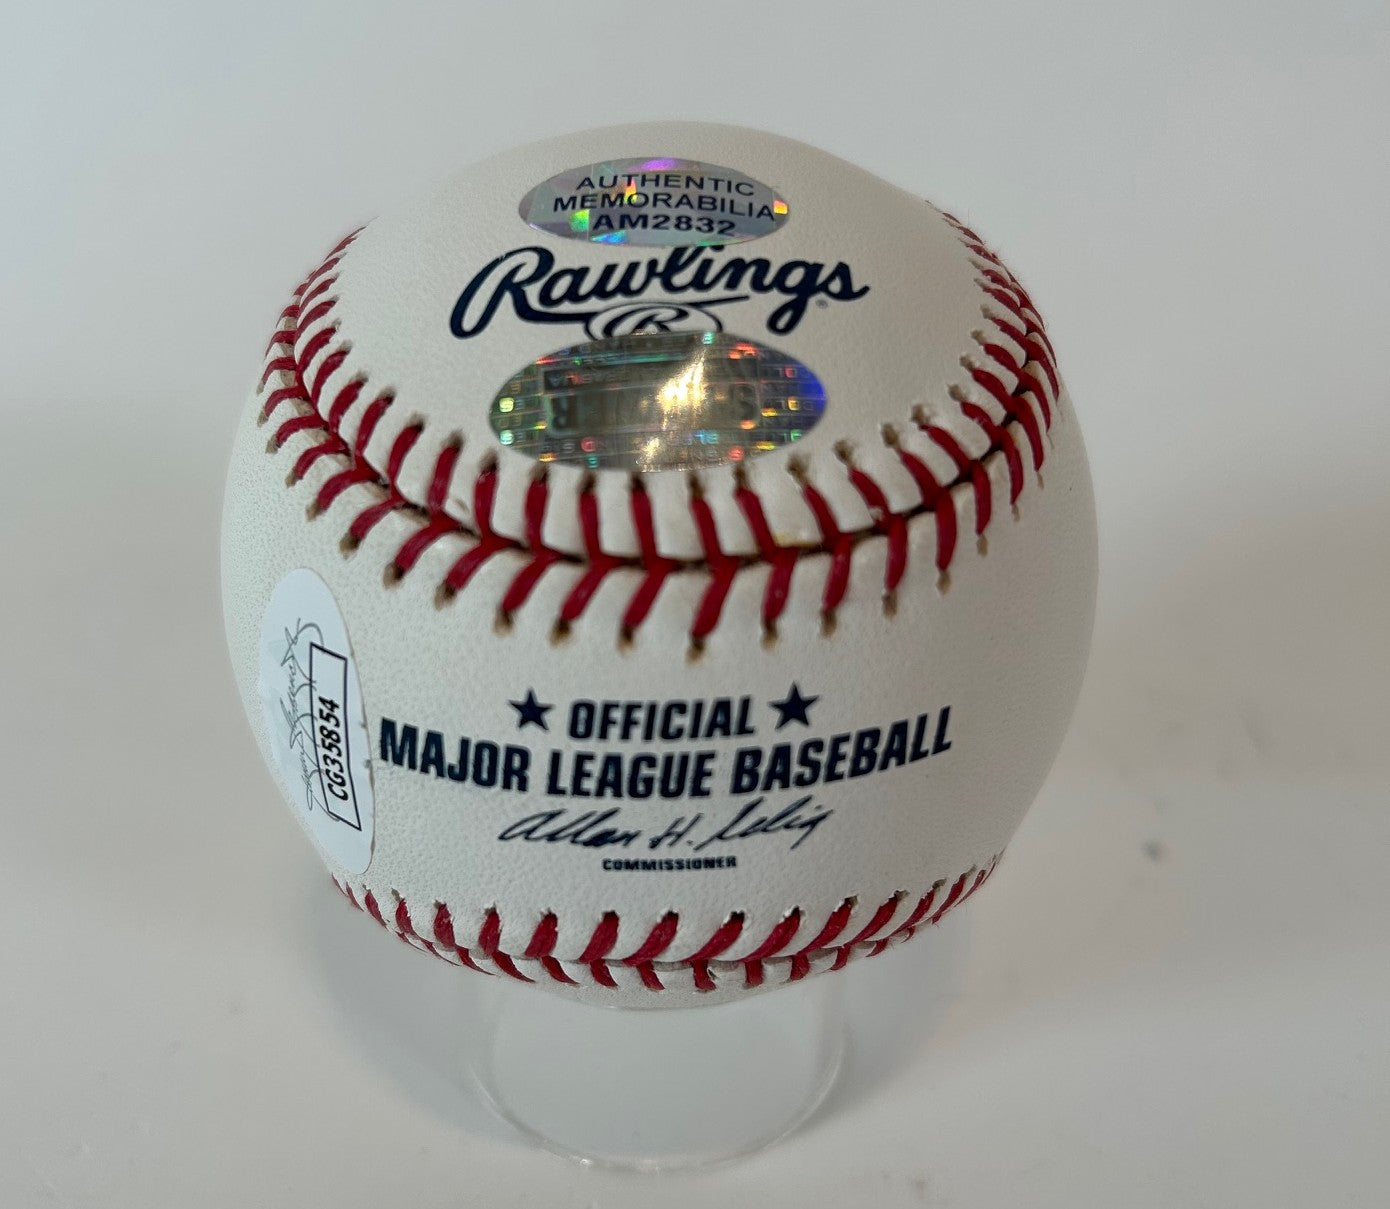 AUTHENTIC
MEMORABILIA
AM2832
Rawlings
R
OFFICIAL
MAJOR LEAGUE BASEBALL
Allan H. Selig
COMMISSIONER
CG35854